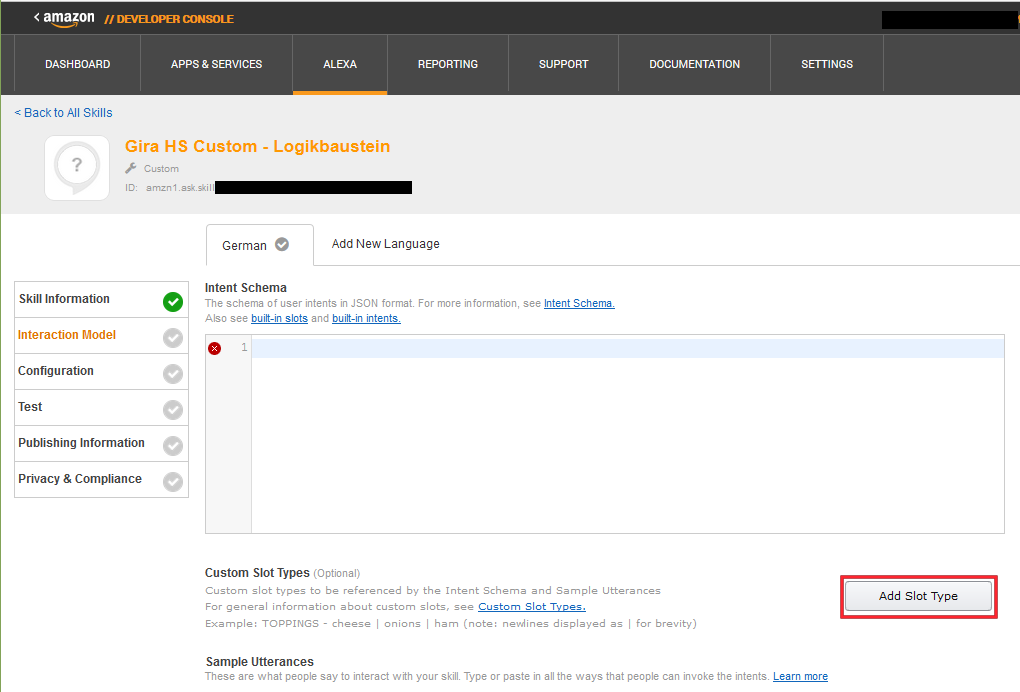 < amazon // DEVELOPER CONSOLE
DASHBOARD APPS & SERVICES ALEXA REPORTING SUPPORT DOCUMENTATION SETTINGS
< Back to All Skills
?
Gira HS Custom - Logikbaustein
Custom
ID: amzn1.ask.skill
German Add New Language
Skill Information
Interaction Model
Configuration
Test
Publishing Information
Privacy & Compliance
Intent Schema
The schema of user intents in JSON format. For more information, see Intent Schema.
Also see built-in slots and built-in intents.
1
Custom Slot Types (Optional)
Custom slot types to be referenced by the Intent Schema and Sample Utterances
For general information about custom slots, see Custom Slot Types.
Example: TOPPINGS - cheese | onions | ham (note: newlines displayed as | for brevity)
Add Slot Type
Sample Utterances
These are what people say to interact with your skill. Type or paste in all the ways that people can invoke the intents. Learn more